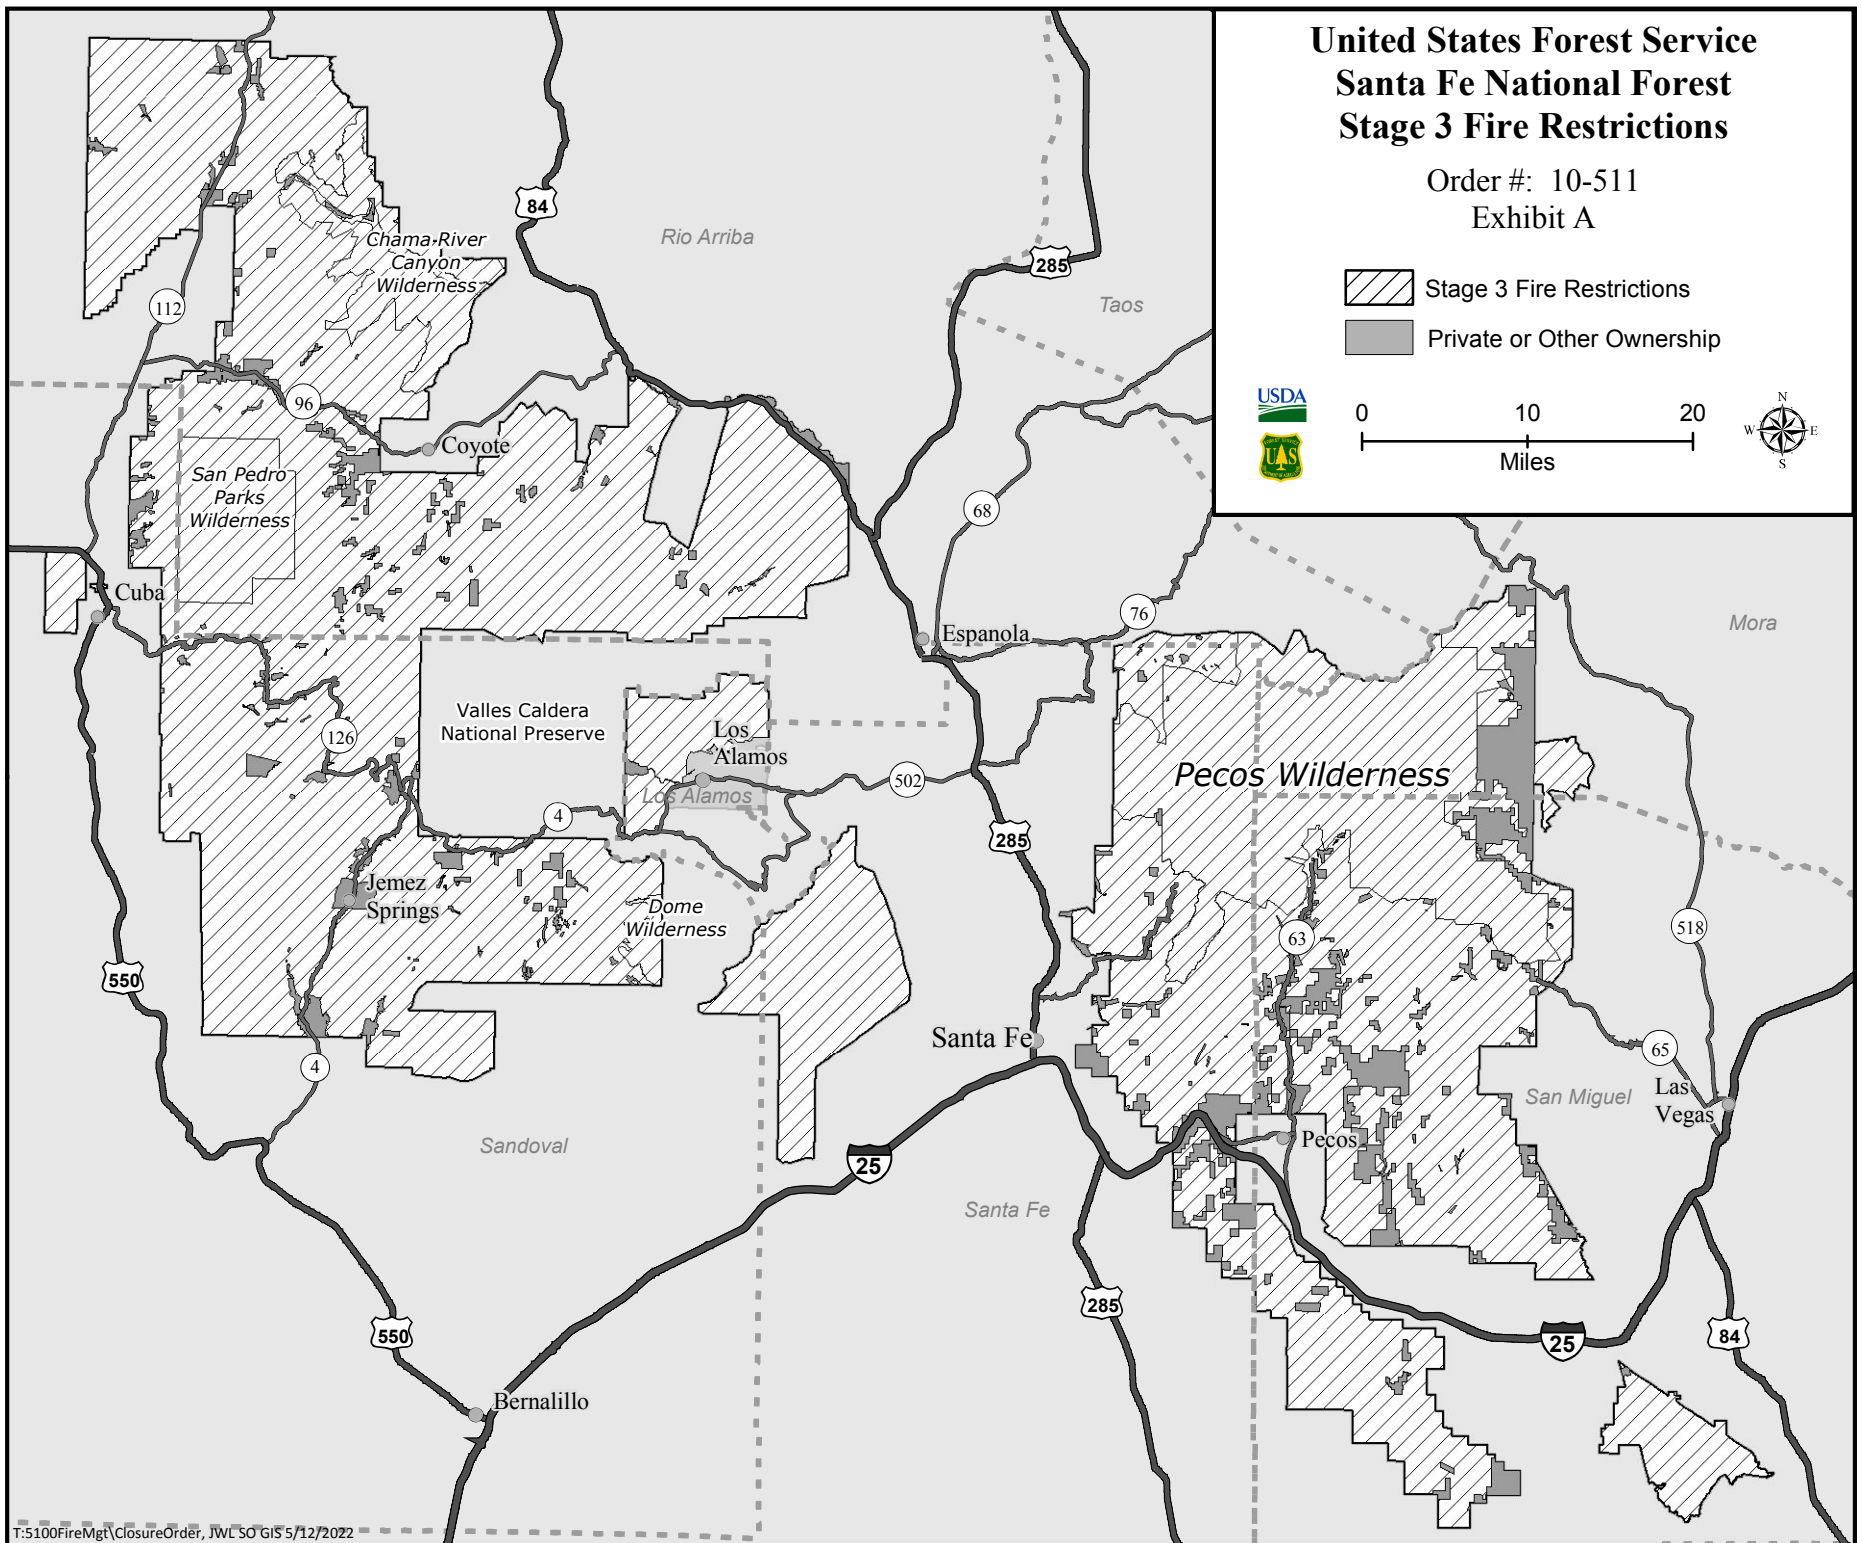 United States Forest Service
Santa Fe National Forest
Stage 3 Fire Restrictions
Order #: 10-511
Exhibit A
Stage 3 Fire Restrictions
Private or Other Ownership
USDA
FOREST SERVICE
U S
0 10 20
Miles
N
W E
S
84
Rio Arriba
285
Taos
Chama River
Canyon
Wilderness
112
96
Coyote
San Pedro
Parks
Wilderness
68
Cuba
76
Espanola
Mora
Valles Caldera
National Preserve
Los
Alamos
126
Los Alamos
502
Pecos Wilderness
4
285
Jemez
Springs
Dome
Wilderness
63
518
550
Santa Fe
65
4
Las
Vegas
San Miguel
Sandoval
25
Pecos
Santa Fe
285
550
25
84
Bernalillo
T:5100FireMgt\ClosureOrder, JWL SO GIS 5/12/2022